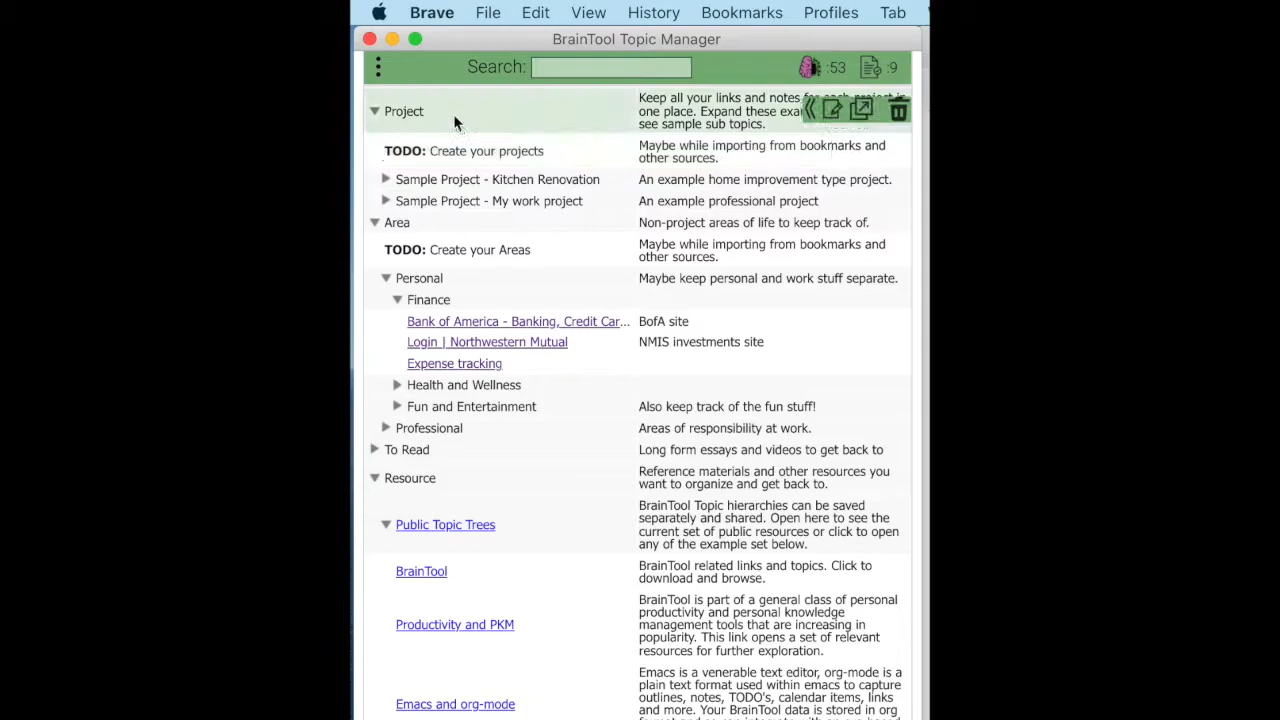 Brave File Edit View History Bookmarks Profiles Tab
BrainTool Topic Manager
Search: :53 :9
Project
Keep all your links and notes for each project in
one place. Expand these exa
see sample sub topics.
TODO: Create your projects
Maybe while importing from bookmarks and
other sources.
Sample Project - Kitchen Renovation An example home improvement type project.
Sample Project - My work project An example professional project
Area Non-project areas of life to keep track of.
TODO: Create your Areas
Maybe while importing from bookmarks and
other sources.
Personal Maybe keep personal and work stuff separate.
Finance
Bank of America - Banking, Credit Car... BofA site
Login | Northwestern Mutual NMIS investments site
Expense tracking
Health and Wellness
Fun and Entertainment Also keep track of the fun stuff!
Professional Areas of responsibility at work.
To Read Long form essays and videos to get back to
Resource
Reference materials and other resources you
want to organize and get back to.
Public Topic Trees
BrainTool Topic hierarchies can be saved
separately and shared. Open here to see the
current set of public resources or click to open
any of the example set below.
BrainTool
BrainTool related links and topics. Click to
download and browse.
Productivity and PKM
BrainTool is part of a general class of personal
productivity and personal knowledge
management tools that are increasing in
popularity. This link opens a set of relevant
resources for further exploration.
Emacs and org-mode
Emacs is a venerable text editor, org-mode is a
plain text format used within emacs to capture
outlines, notes, TODO's, calendar items, links
and more. Your BrainTool data is stored in org